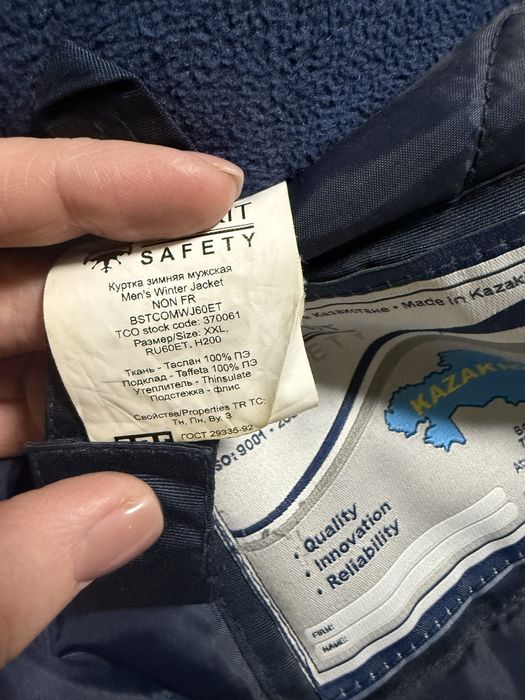 SAFETY
Куртка зимняя мужская
Men's Winter Jacket
NON FR
BSTCOMWJ60ET
TCO stock code: 370061
Размер/Size: XXL,
RU60ET, H200
Ткань - Таслан 100% ПЭ
Подклад - Taffeta 100% ПЭ
Утеплитель - Thinsulate
Подстежка - флис
Свойства/Properties TR TC:
Тн, Пн, Ву, 3
ГОСТ 29335-92
Казахстане • Made in Kazak
KAZAK
ISO: 9001
• Quality
• Innovation
• Reliability
FIRM:
NAME: